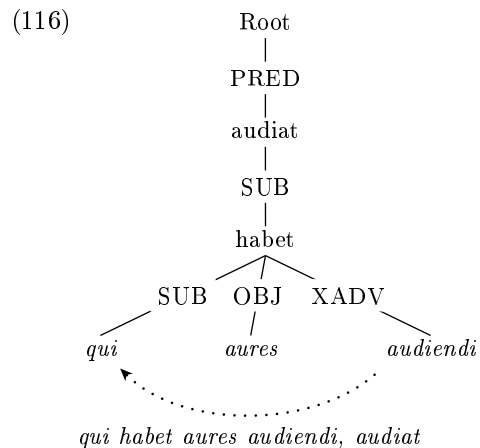 (116) Root
PRED
audiat
SUB
habet
SUB OBJ XADV
qui aures audiendi
qui habet aures audiendi, audiat